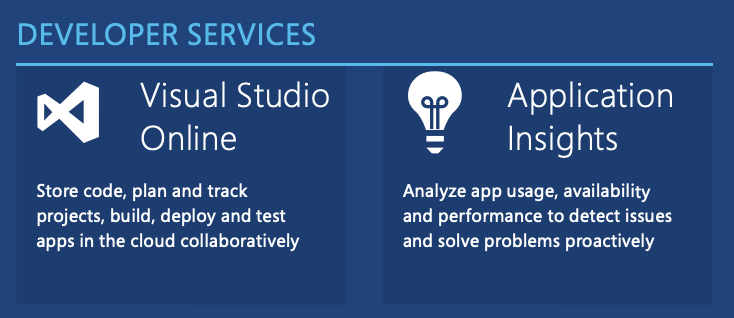 DEVELOPER SERVICES
Visual Studio
Online
Store code, plan and track
projects, build, deploy and test
apps in the cloud collaboratively
Application
Insights
Analyze app usage, availability
and performance to detect issues
and solve problems proactively